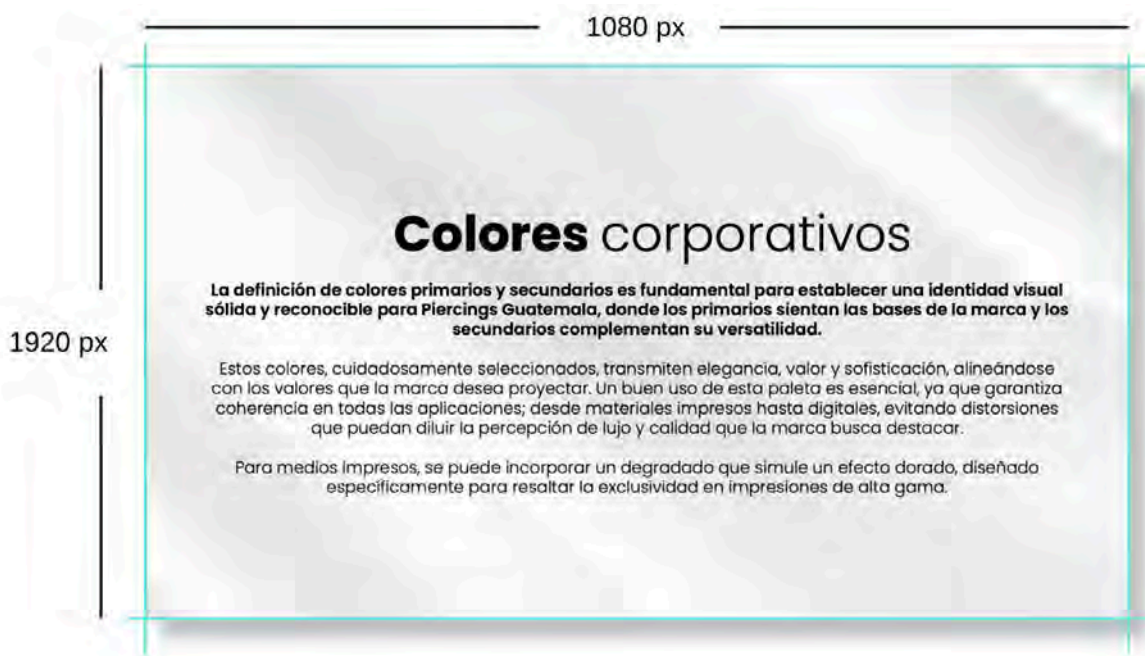 1080 px
Colores corporativos
La definición de colores primarios y secundarios es fundamental para establecer una identidad visual
sólida y reconocible para Piercings Guatemala, donde los primarios sientan las bases de la marca y los
secundarios complementan su versatilidad.
1920 px
Estos colores, cuidadosamente seleccionados, transmiten elegancia, valor y sofisticación, alineándose
con los valores que la marca desea proyectar. Un buen uso de esta paleta es esencial, ya que garantiza
coherencia en todas las aplicaciones; desde materiales impresos hasta digitales, evitando distorsiones
que puedan diluir la percepción de lujo y calidad que la marca busca destacar.
Para medios impresos, se puede incorporar un degradado que simule un efecto dorado, diseñado
específicamente para resaltar la exclusividad en impresiones de alta gama.